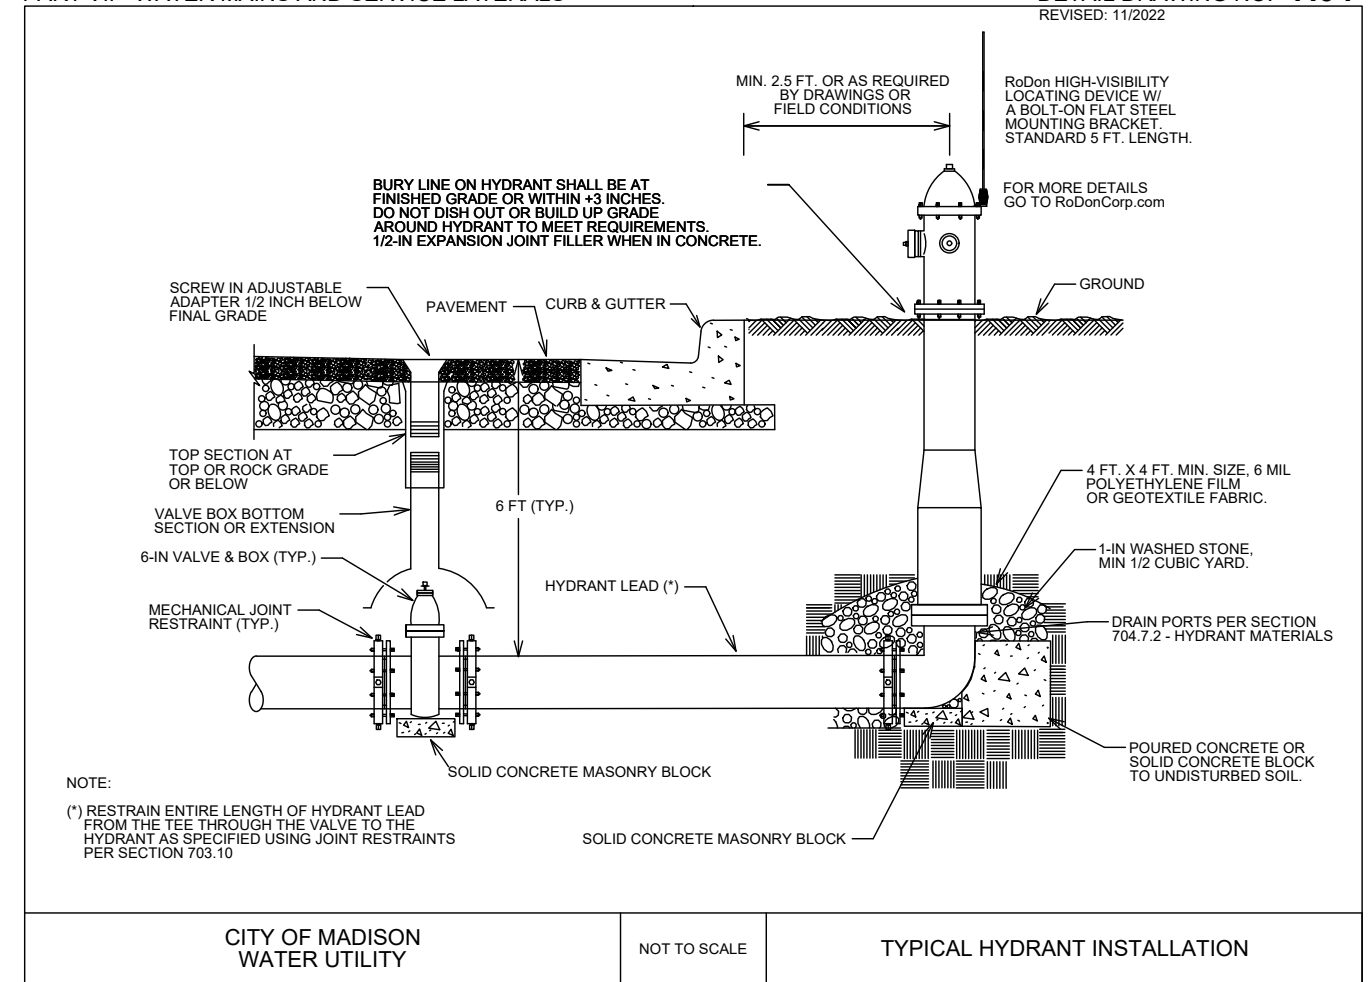 REVISED: 11/2022
MIN. 2.5 FT. OR AS REQUIRED
BY DRAWINGS OR
FIELD CONDITIONS
RoDon HIGH-VISIBILITY
LOCATING DEVICE W/
A BOLT-ON FLAT STEEL
MOUNTING BRACKET.
STANDARD 5 FT. LENGTH.
FOR MORE DETAILS
GO TO RoDonCorp.com
BURY LINE ON HYDRANT SHALL BE AT
FINISHED GRADE OR WITHIN +3 INCHES.
DO NOT DISH OUT OR BUILD UP GRADE
AROUND HYDRANT TO MEET REQUIREMENTS.
1/2-IN EXPANSION JOINT FILLER WHEN IN CONCRETE.
SCREW IN ADJUSTABLE
ADAPTER 1/2 INCH BELOW
FINAL GRADE
PAVEMENT
CURB & GUTTER
GROUND
TOP SECTION AT
TOP OR ROCK GRADE
OR BELOW
VALVE BOX BOTTOM
SECTION OR EXTENSION
6 FT (TYP.)
4 FT. X 4 FT. MIN. SIZE, 6 MIL
POLYETHYLENE FILM
OR GEOTEXTILE FABRIC.
6-IN VALVE & BOX (TYP.)
HYDRANT LEAD (*)
1-IN WASHED STONE,
MIN 1/2 CUBIC YARD.
MECHANICAL JOINT
RESTRAINT (TYP.)
DRAIN PORTS PER SECTION
704.7.2 - HYDRANT MATERIALS
POURED CONCRETE OR
SOLID CONCRETE BLOCK
TO UNDISTURBED SOIL.
SOLID CONCRETE MASONRY BLOCK
NOTE:
(*) RESTRAIN ENTIRE LENGTH OF HYDRANT LEAD
FROM THE TEE THROUGH THE VALVE TO THE
HYDRANT AS SPECIFIED USING JOINT RESTRAINTS
PER SECTION 703.10
SOLID CONCRETE MASONRY BLOCK
CITY OF MADISON
WATER UTILITY
NOT TO SCALE
TYPICAL HYDRANT INSTALLATION